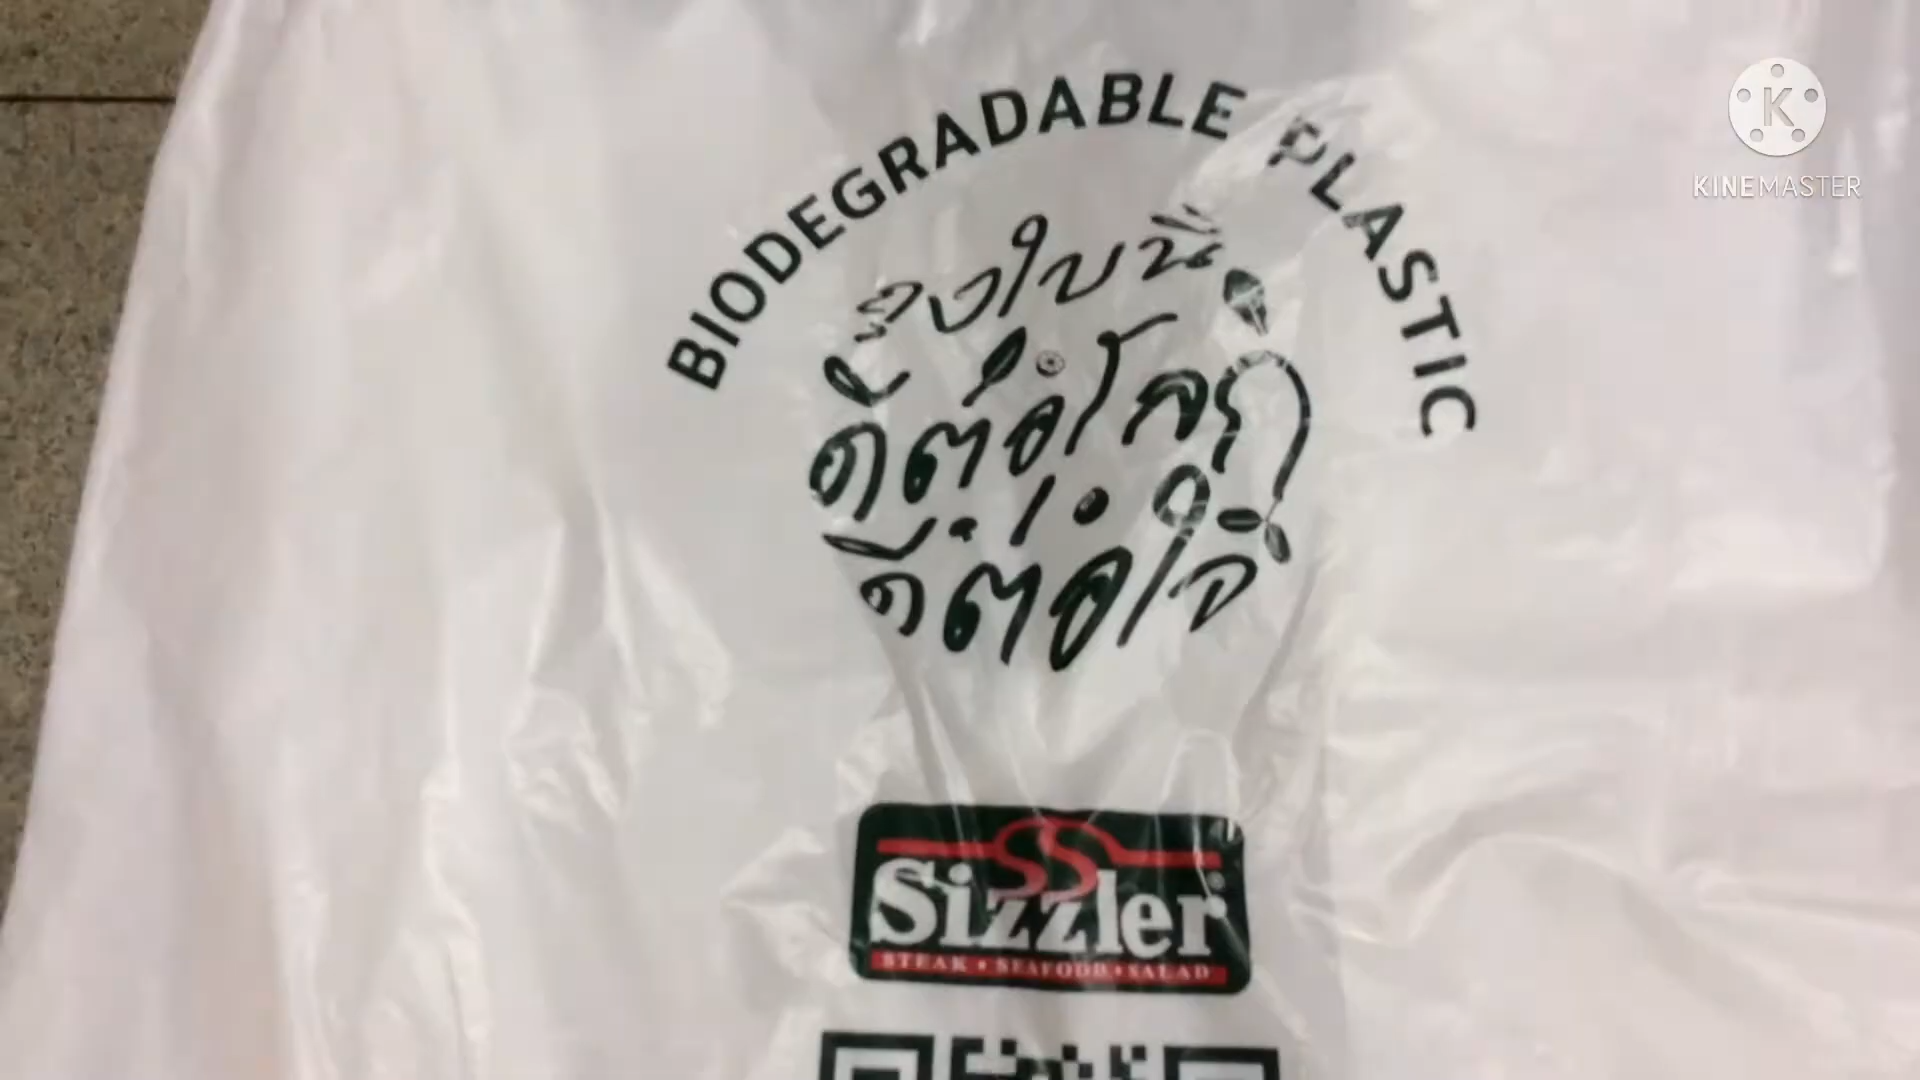 BIODEGRADABLE PLASTIC
ถุงใบนี้
ดีต่อโลก
ดีต่อใจ
Sizzler
STEAK • SEAFOOD • SALAD
K
KINEMASTER